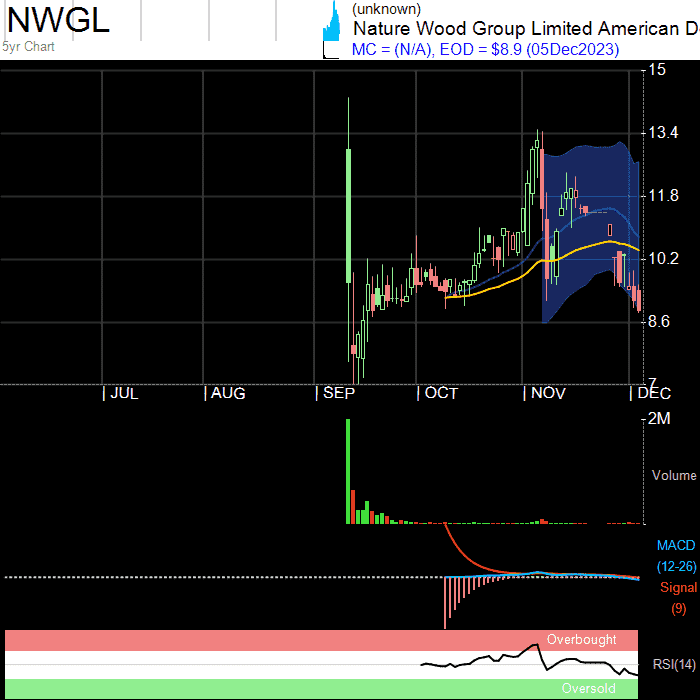 NWGL
5yr Chart
(unknown)
Nature Wood Group Limited American D
MC = (N/A), EOD = $8.9 (05Dec2023)
15
13.4
11.8
10.2
8.6
7
JUL
AUG
SEP
OCT
NOV
DEC
2M
Volume
MACD
(12-26)
Signal
(9)
Overbought
RSI(14)
Oversold